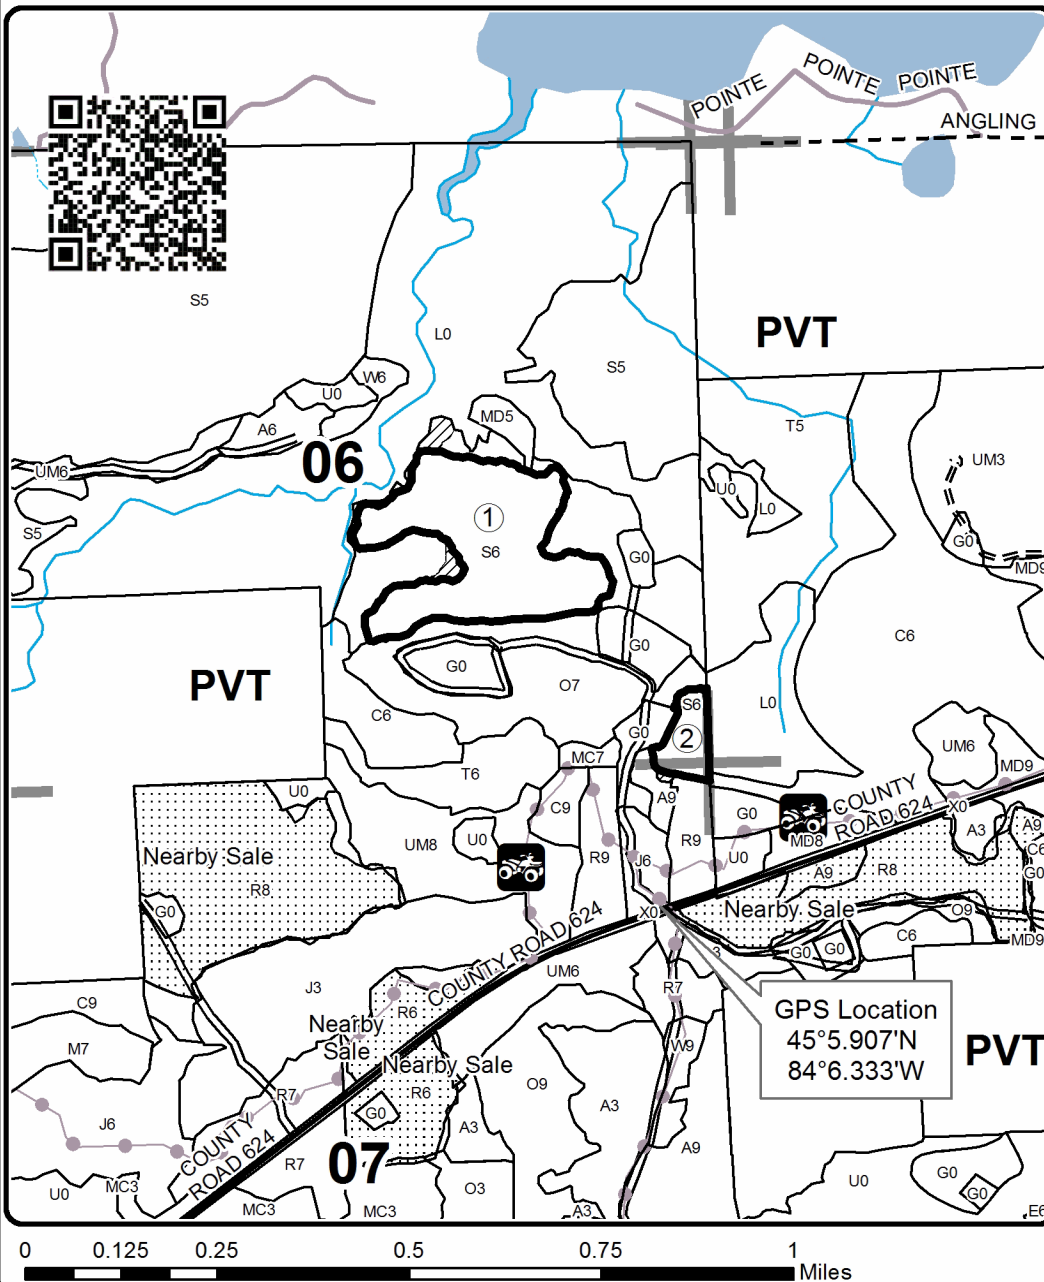 POINTE
POINTE
POINTE
ANGLING
S5
L0
PVT
S5
W6
U0
MD5
T5
A6
06
UM6
UM3
U0
L0
1
S5
S6
G0
G0
MD9
C6
G0
G0
PVT
O7
C6
L0
S6
G0
2
UM6
MC7
T6
MD9
U0
A9
COUNTY
ROAD 624
X0
C9
G0
A3
A9
UM8
U0
R9
MD8
C6
Nearby Sale
R9
J6
U0
A9
R8
G0
R8
G0
X0
Nearby Sale
O9
COUNTY ROAD 624
C6
MD9
3
G0
G0
UM6
J3
R7
C9
R6
GPS Location
45°5.907'N
84°6.333'W
Nearby
Sale
W9
PVT
M7
Nearby Sale
O9
R7
R6
A3
G0
J6
A3
COUNTY
ROAD 624
07
A9
R7
U0
G0
U0
MC3
O3
G0
MC3
MC3
A3
E6
0
0.125
0.25
0.5
0.75
1
Miles